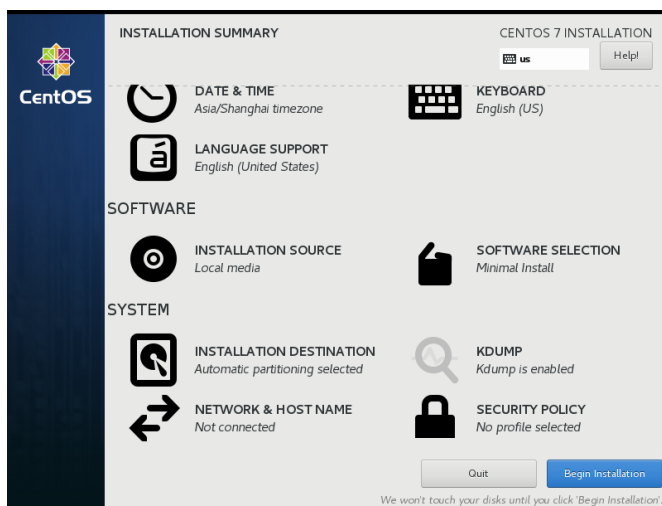 INSTALLATION SUMMARY
CENTOS 7 INSTALLATION
us
Help!
CentOS
DATE & TIME
Asia/Shanghai timezone
KEYBOARD
English (US)
á
LANGUAGE SUPPORT
English (United States)
SOFTWARE
INSTALLATION SOURCE
Local media
SOFTWARE SELECTION
Minimal Install
SYSTEM
INSTALLATION DESTINATION
Automatic partitioning selected
KDUMP
Kdump is enabled
NETWORK & HOST NAME
Not connected
SECURITY POLICY
No profile selected
Quit
Begin Installation
We won't touch your disks until you click 'Begin Installation'.